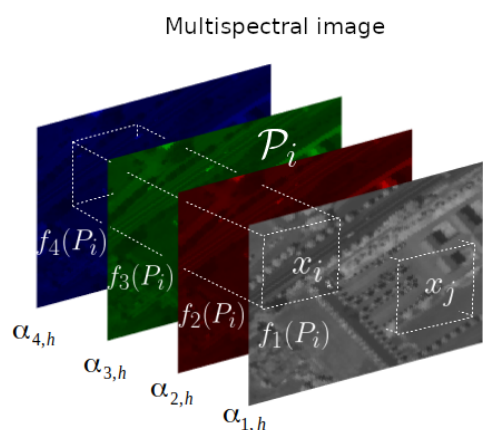 Multispectral image
𝒫i
f4(Pi)
f3(Pi)
f2(Pi)
f1(Pi)
xi
xj
α4,h
α3,h
α2,h
α1,h